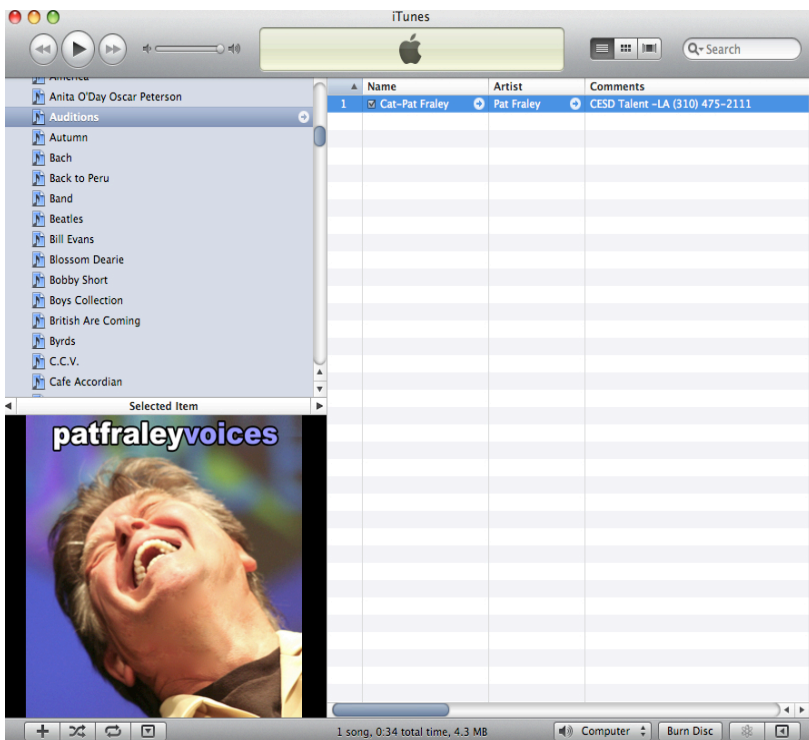 iTunes
Search
America
Anita O'Day Oscar Peterson
Auditions
Autumn
Bach
Back to Peru
Band
Beatles
Bill Evans
Blossom Dearie
Bobby Short
Boys Collection
British Are Coming
Byrds
C.C.V.
Cafe Accordian
Selected Item
patfraleyvoices
Name Artist Comments
1 Cat-Pat Fraley Pat Fraley CESD Talent -LA (310) 475-2111
1 song, 0:34 total time, 4.3 MB
Computer
Burn Disc